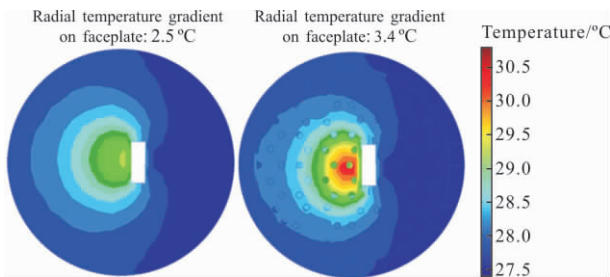 Radial temperature gradient
on faceplate: 2.5 ºC
Radial temperature gradient
on faceplate: 3.4 ºC
Temperature/ºC
30.5
30.0
29.5
29.0
28.5
28.0
27.4